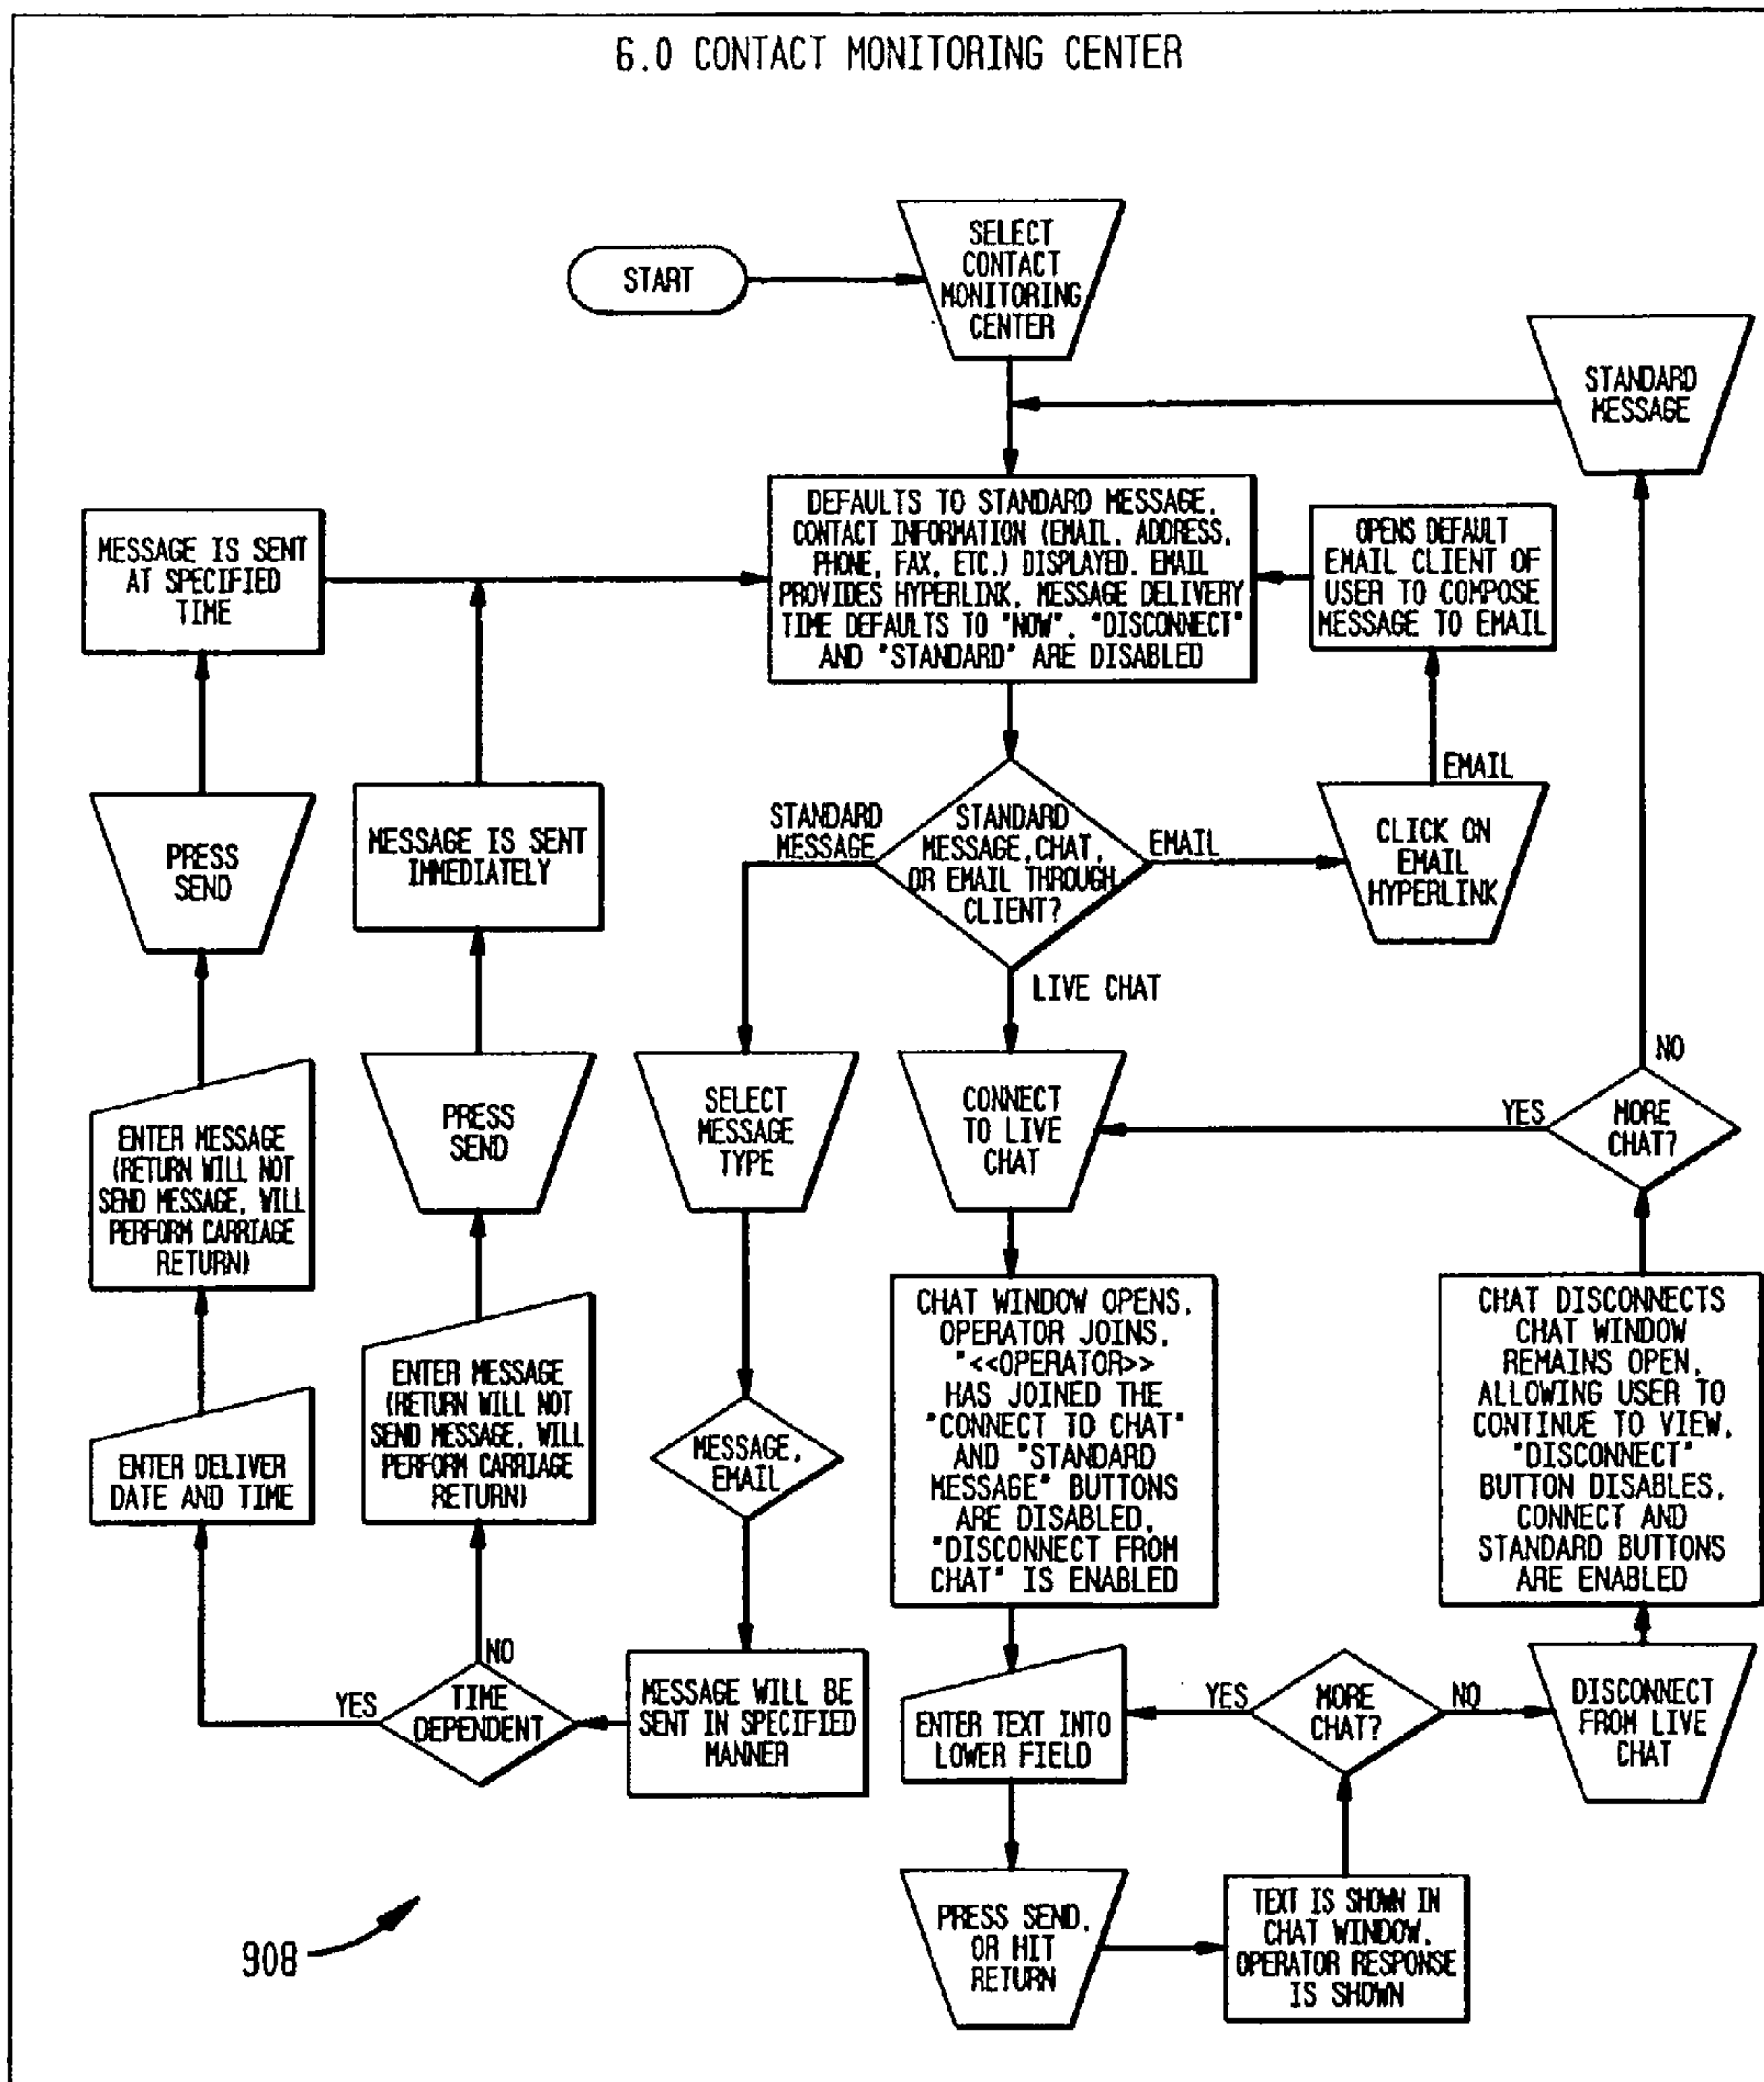 6.0 CONTACT MONITORING CENTER
START
SELECT
CONTACT
MONITORING
CENTER
STANDARD
MESSAGE
DEFAULTS TO STANDARD MESSAGE.
CONTACT INFORMATION (EMAIL, ADDRESS,
PHONE, FAX, ETC.) DISPLAYED. EMAIL
PROVIDES HYPERLINK. MESSAGE DELIVERY
TIME DEFAULTS TO "NOW". "DISCONNECT"
AND "STANDARD" ARE DISABLED
OPENS DEFAULT
EMAIL CLIENT OF
USER TO COMPOSE
MESSAGE TO EMAIL
MESSAGE IS SENT
AT SPECIFIED
TIME
EMAIL
PRESS
SEND
MESSAGE IS SENT
IMMEDIATELY
STANDARD
MESSAGE
STANDARD
MESSAGE, CHAT,
OR EMAIL THROUGH
CLIENT?
EMAIL
CLICK ON
EMAIL
HYPERLINK
LIVE CHAT
NO
ENTER MESSAGE
(RETURN WILL NOT
SEND MESSAGE, WILL
PERFORM CARRIAGE
RETURN)
PRESS
SEND
SELECT
MESSAGE
TYPE
CONNECT
TO LIVE
CHAT
YES
MORE
CHAT?
ENTER MESSAGE
(RETURN WILL NOT
SEND MESSAGE, WILL
PERFORM CARRIAGE
RETURN)
CHAT WINDOW OPENS,
OPERATOR JOINS,
"<<OPERATOR>>
HAS JOINED THE
"CONNECT TO CHAT"
AND "STANDARD
MESSAGE" BUTTONS
ARE DISABLED,
"DISCONNECT FROM
CHAT" IS ENABLED
CHAT DISCONNECTS
CHAT WINDOW
REMAINS OPEN,
ALLOWING USER TO
CONTINUE TO VIEW,
"DISCONNECT"
BUTTON DISABLES,
CONNECT AND
STANDARD BUTTONS
ARE ENABLED
ENTER DELIVER
DATE AND TIME
MESSAGE,
EMAIL
NO
YES
TIME
DEPENDENT
MESSAGE WILL BE
SENT IN SPECIFIED
MANNER
ENTER TEXT INTO
LOWER FIELD
YES
MORE
CHAT?
NO
DISCONNECT
FROM LIVE
CHAT
PRESS SEND,
OR HIT
RETURN
TEXT IS SHOWN IN
CHAT WINDOW,
OPERATOR RESPONSE
IS SHOWN
908